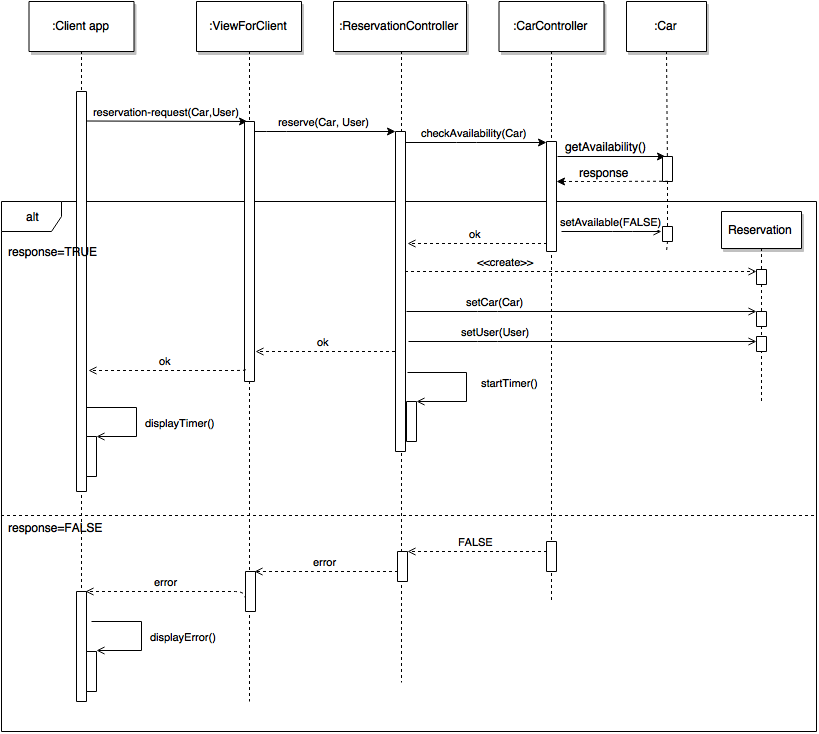 :Client app
:ViewForClient
:ReservationController
:CarController
:Car
reservation-request(Car,User)
reserve(Car, User)
checkAvailability(Car)
getAvailability()
response
alt
setAvailable(FALSE)
Reservation
ok
response=TRUE
<<create>>
setCar(Car)
setUser(User)
ok
ok
startTimer()
displayTimer()
response=FALSE
FALSE
error
error
displayError()